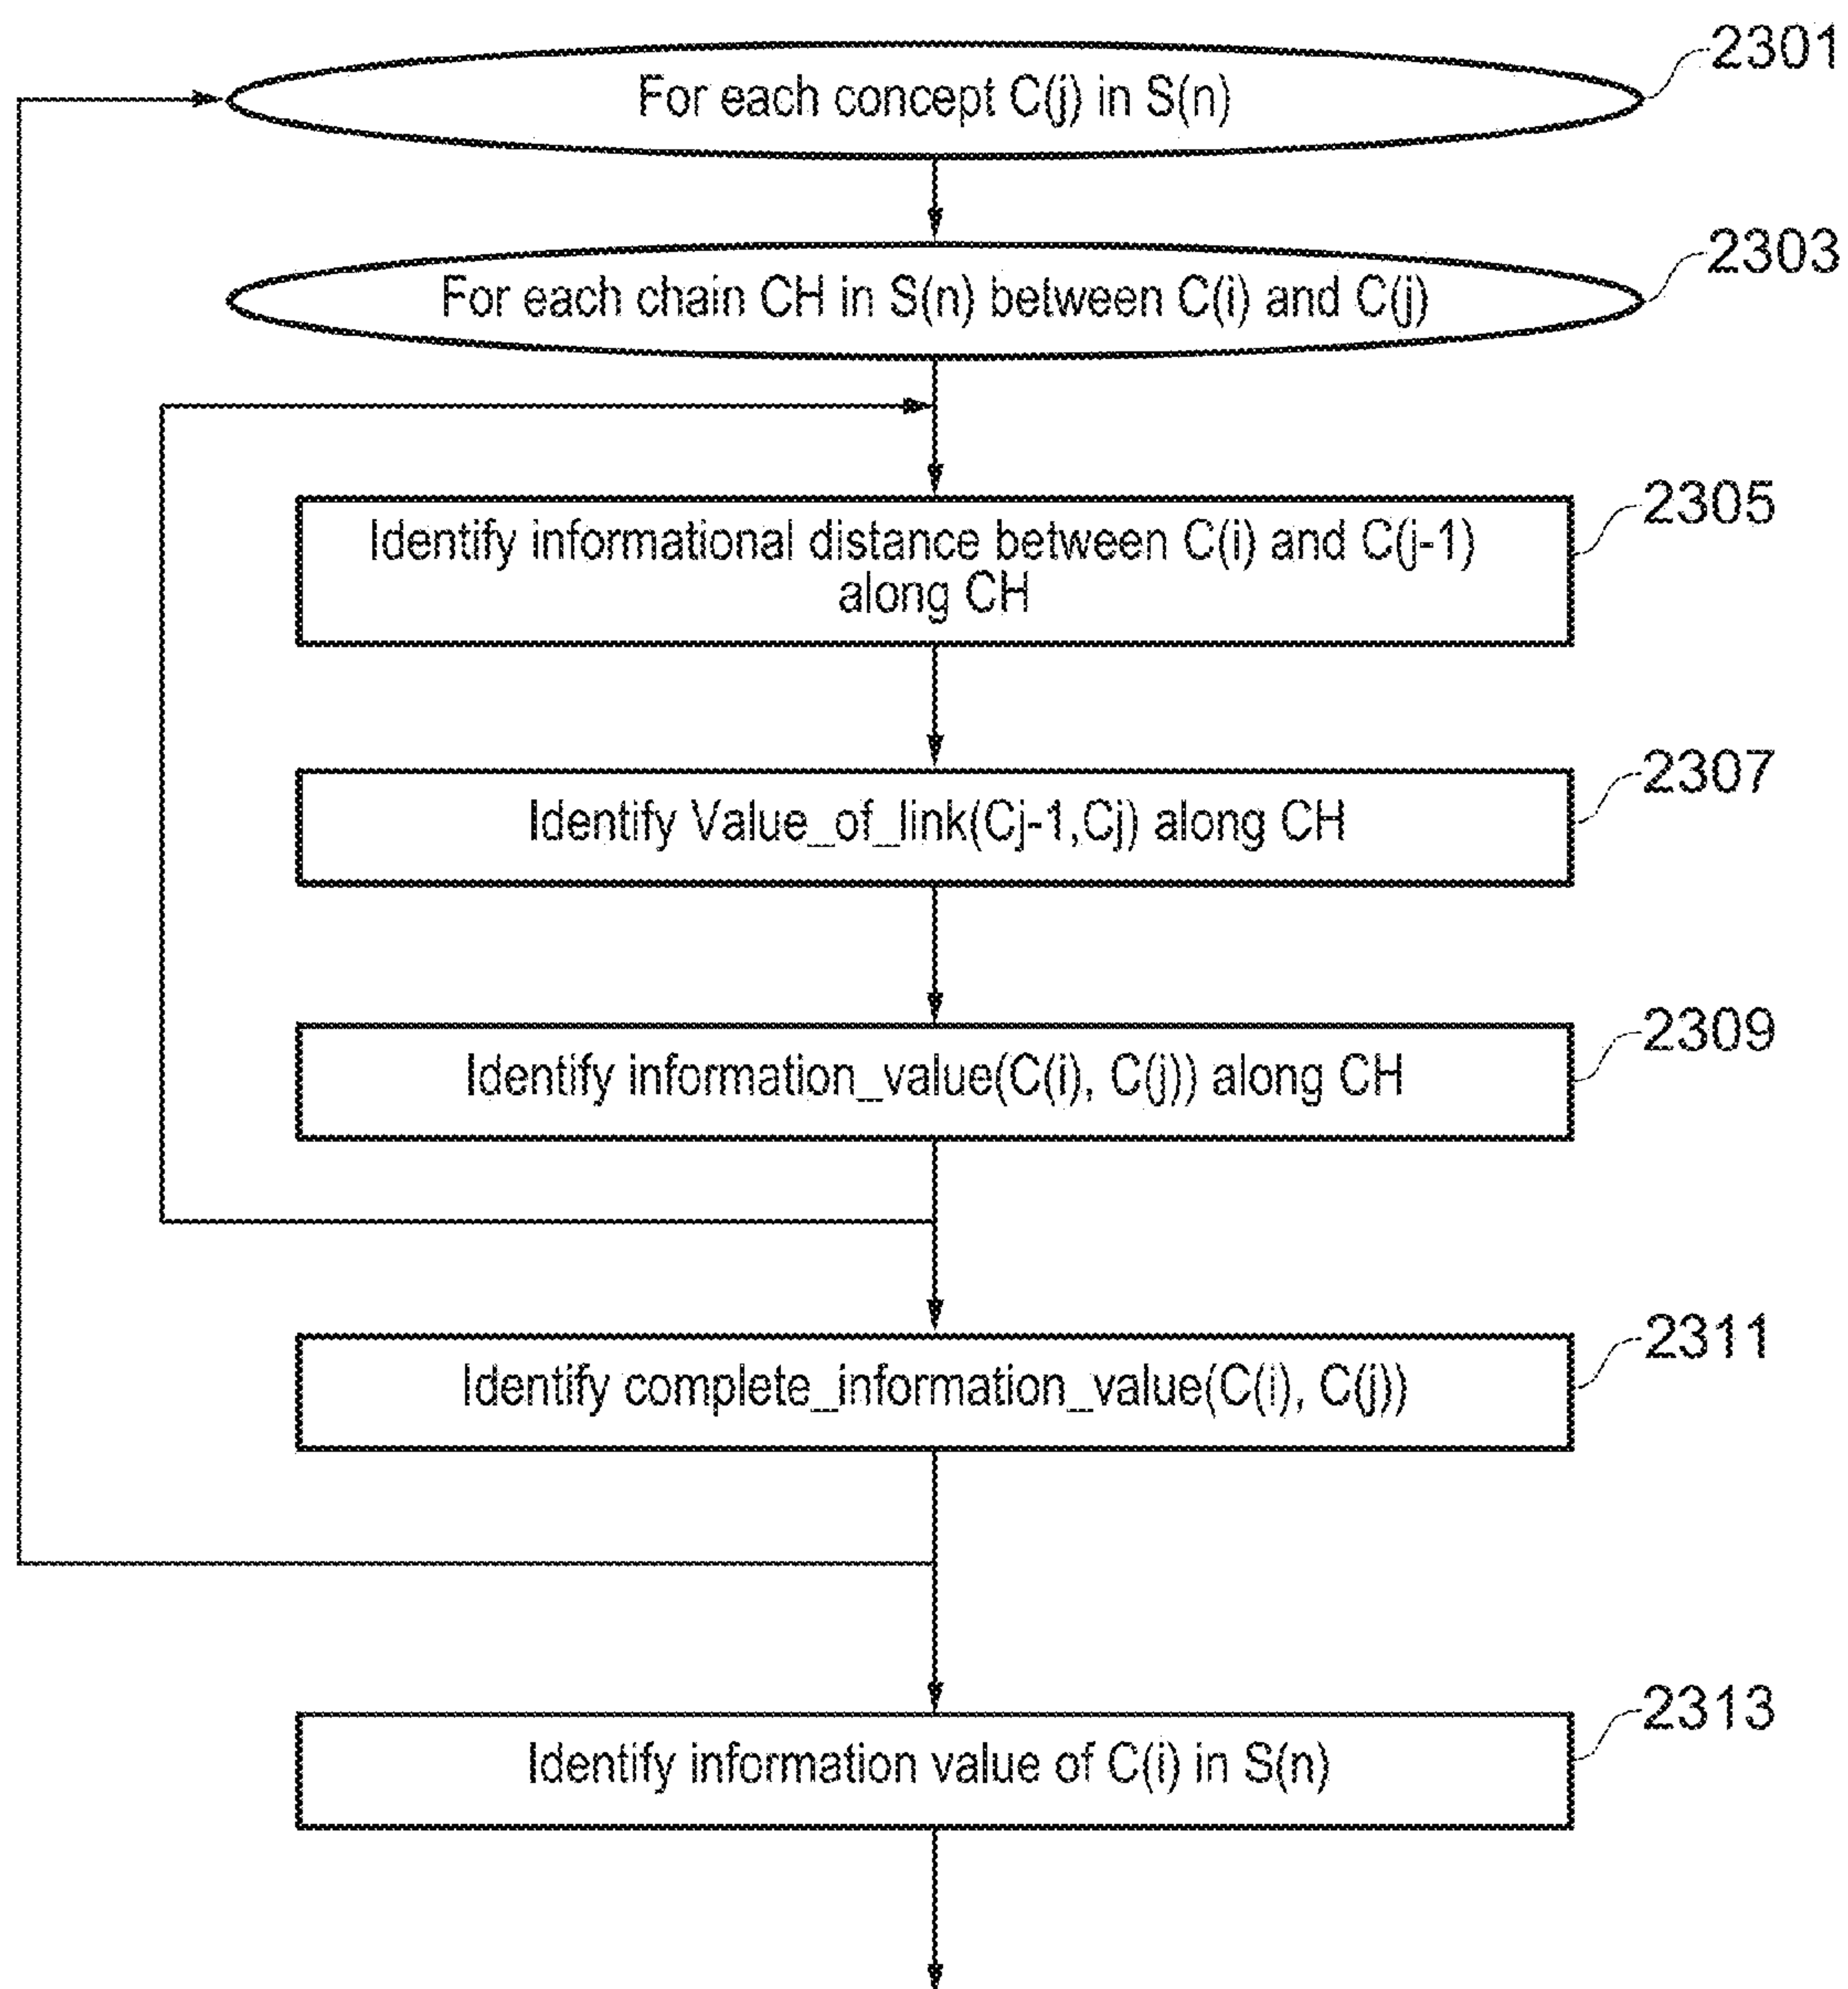 For each concept C(j) in S(n)
2301
For each chain CH in S(n) between C(i) and C(j)
2303
Identify informational distance between C(i) and C(j-1)
along CH
2305
Identify Value_of_link(Cj-1,Cj) along CH
2307
Identify information_value(C(i), C(j)) along CH
2309
Identify complete_information_value(C(i), C(j))
2311
Identify information value of C(i) in S(n)
2313